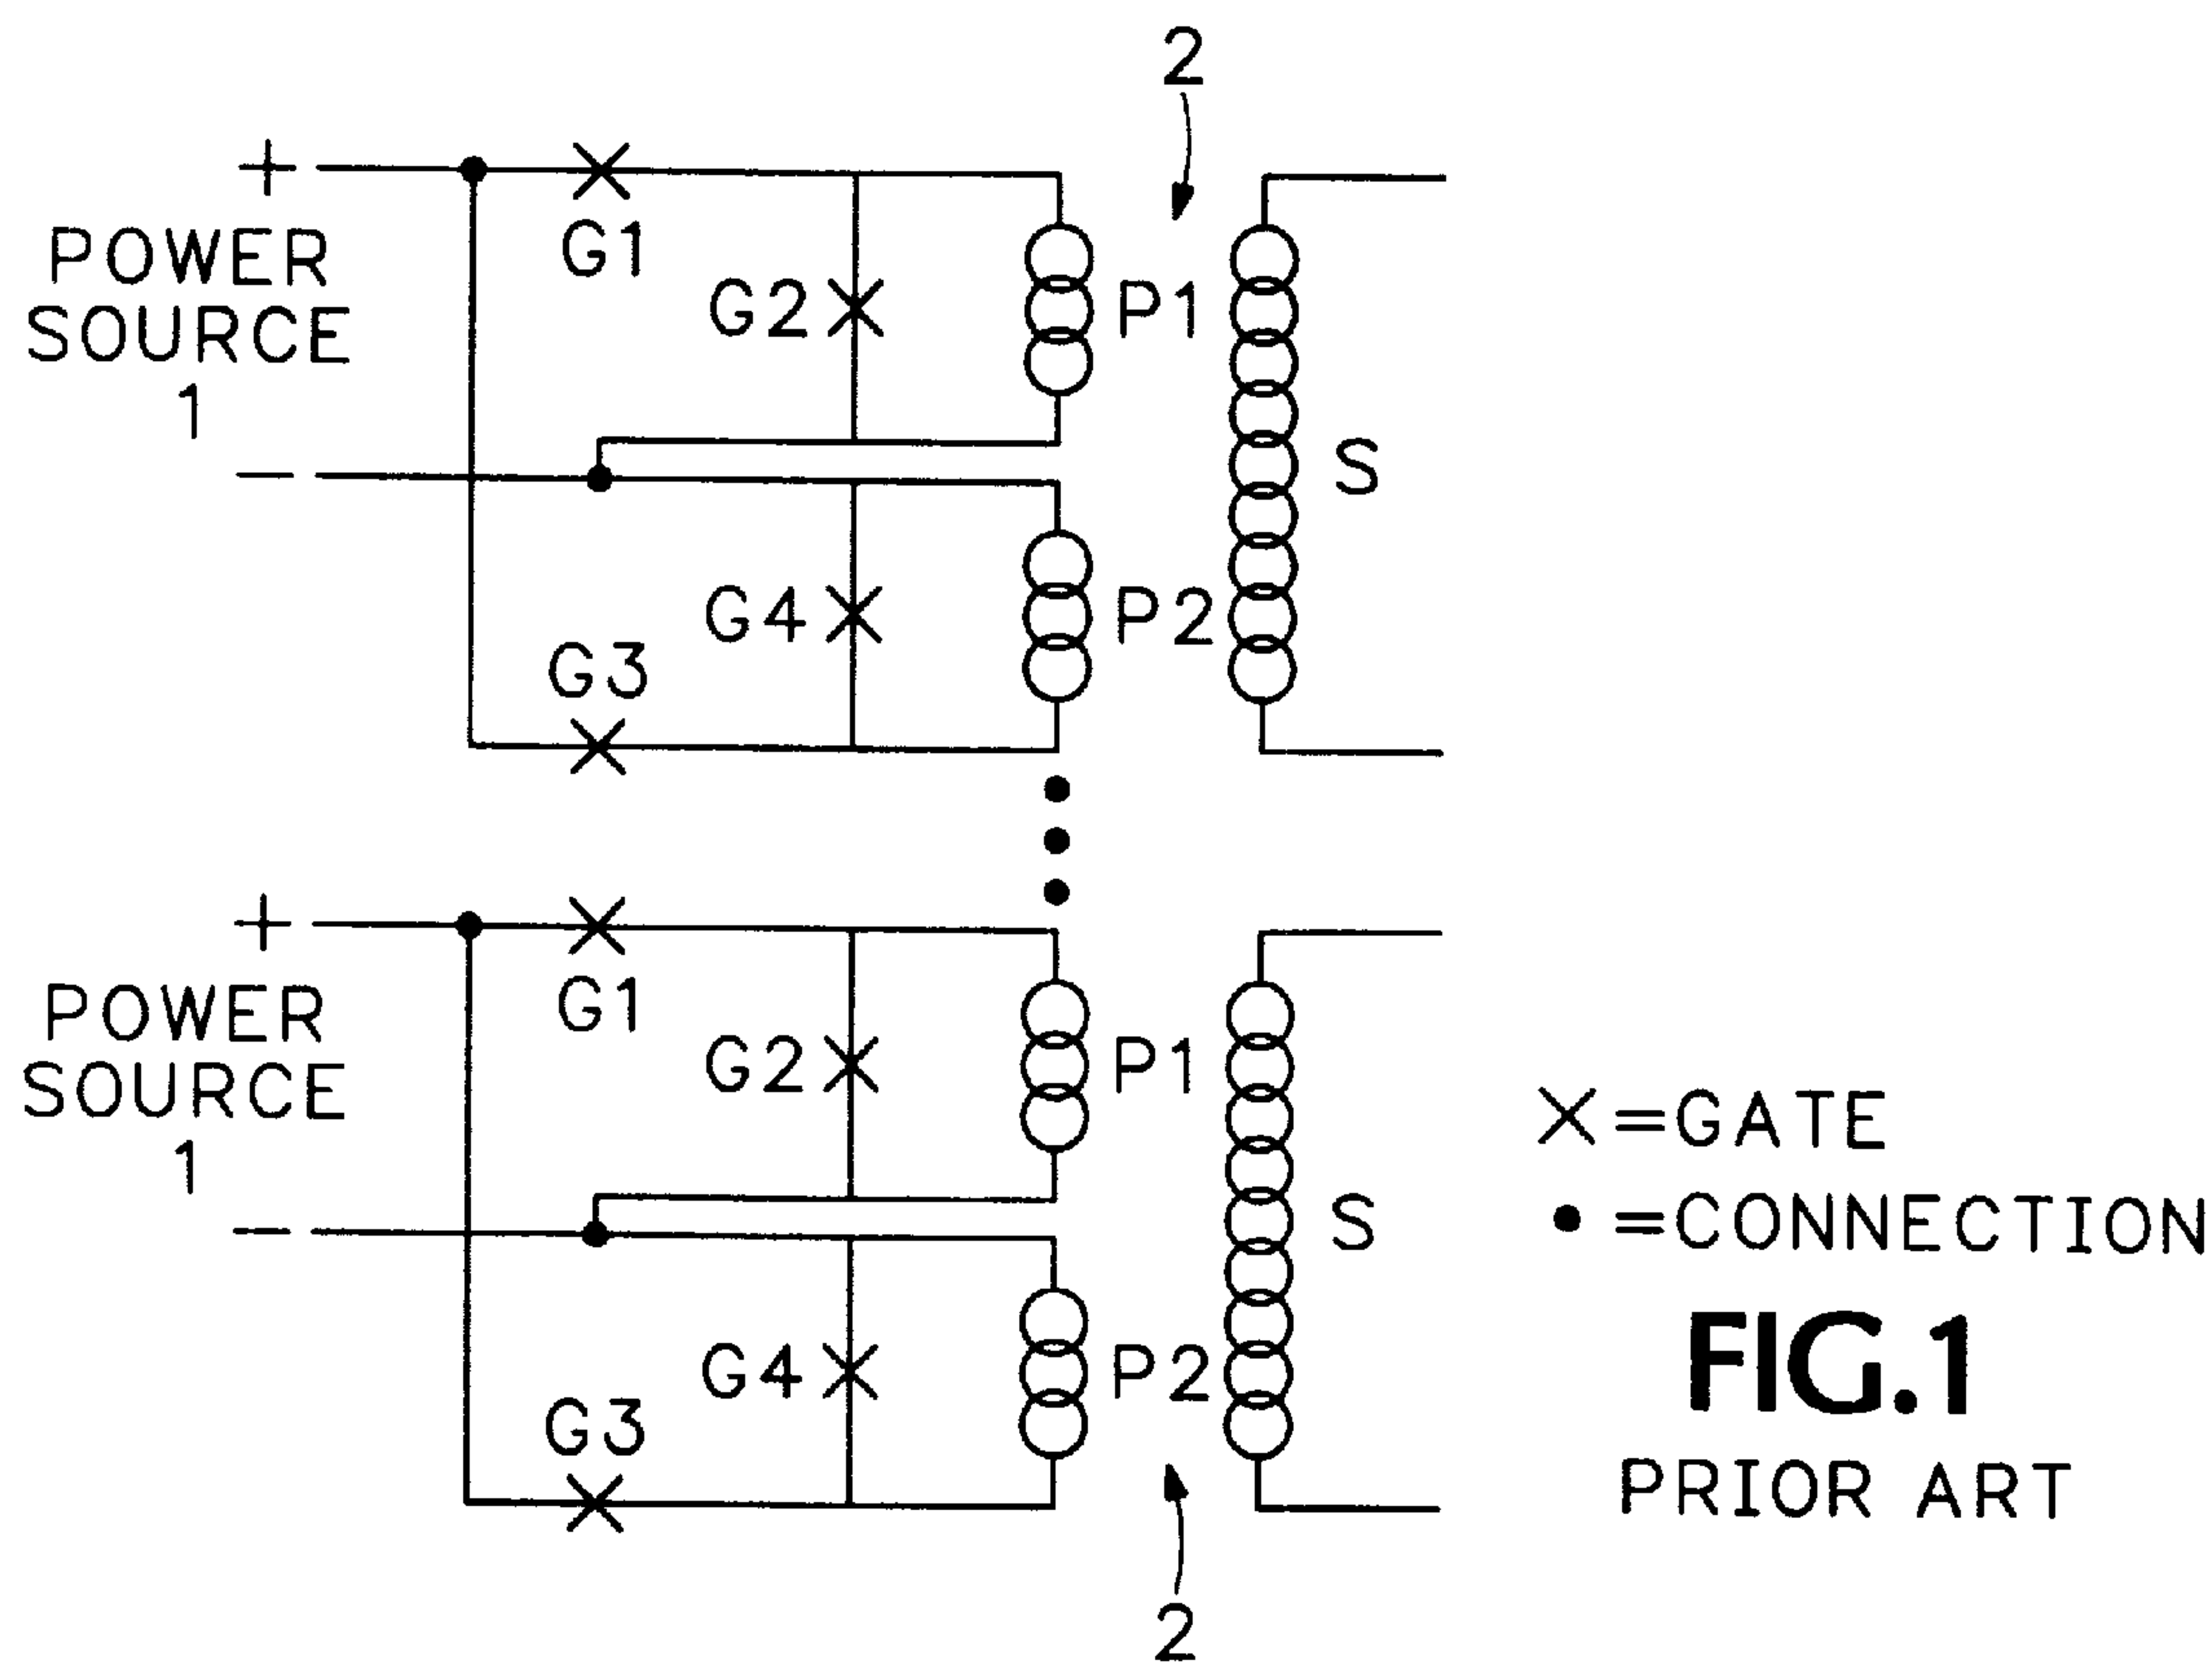 2
+
POWER
SOURCE
1
G1
G2
P1
−
S
G4
P2
G3
+
POWER
SOURCE
1
G1
G2
P1
−
S
G4
P2
G3
2
X =GATE
● =CONNECTION
FIG.1
PRIOR ART